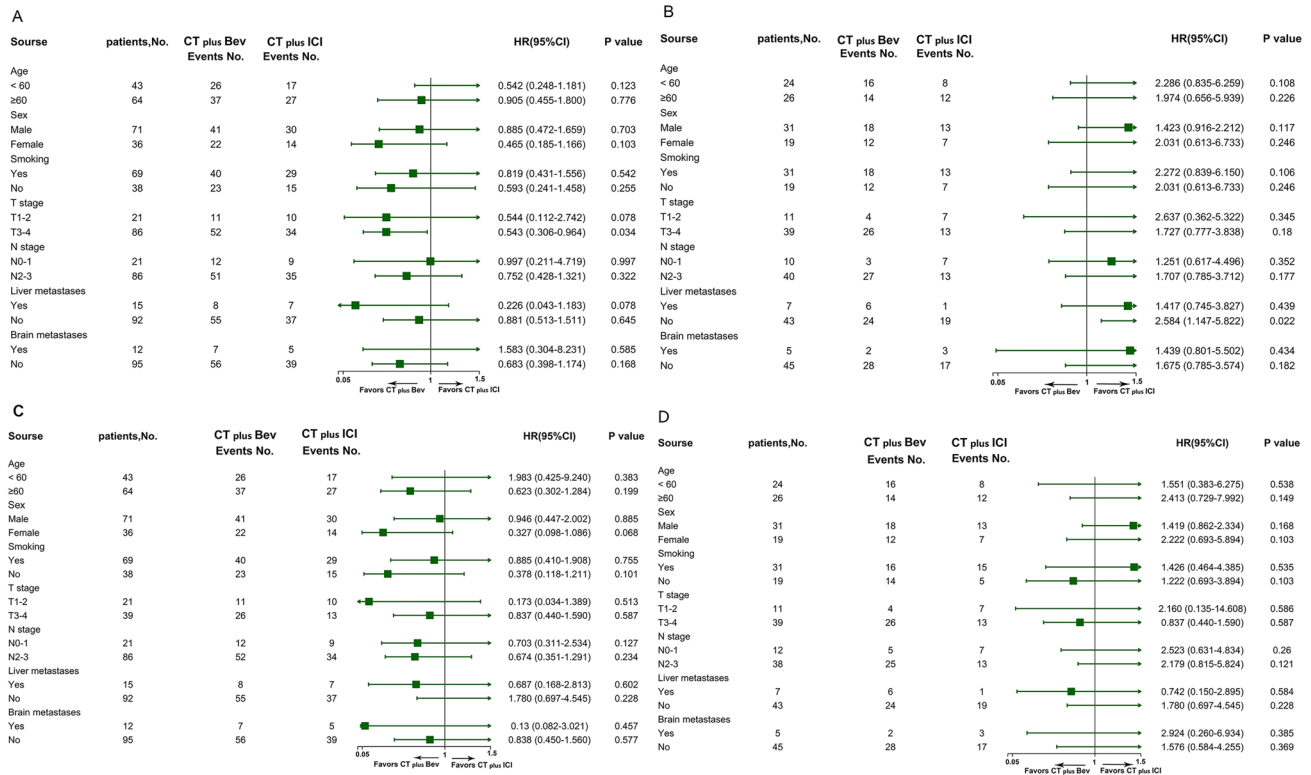 A
Sourse patients,No. CT plus Bev Events No. CT plus ICI Events No. HR(95%CI) P value
Age
< 60 43 26 17 0.542 (0.248-1.181) 0.123
≥60 64 37 27 0.905 (0.455-1.800) 0.776
Sex
Male 71 41 30 0.885 (0.472-1.659) 0.703
Female 36 22 14 0.465 (0.185-1.166) 0.103
Smoking
Yes 69 40 29 0.819 (0.431-1.556) 0.542
No 38 23 15 0.593 (0.241-1.458) 0.255
T stage
T1-2 21 11 10 0.544 (0.112-2.742) 0.078
T3-4 86 52 34 0.543 (0.306-0.964) 0.034
N stage
N0-1 21 12 9 0.997 (0.211-4.719) 0.997
N2-3 86 51 35 0.752 (0.428-1.321) 0.322
Liver metastases
Yes 15 8 7 0.226 (0.043-1.183) 0.078
No 92 55 37 0.881 (0.513-1.511) 0.645
Brain metastases
Yes 12 7 5 1.583 (0.304-8.231) 0.585
No 95 56 39 0.683 (0.398-1.174) 0.168
0.05 1 1.5
Favors CT plus Bev Favors CT plus ICI
B
Sourse patients,No. CT plus Bev Events No. CT plus ICI Events No. HR(95%CI) P value
Age
< 60 24 16 8 2.286 (0.835-6.259) 0.108
≥60 26 14 12 1.974 (0.656-5.939) 0.226
Sex
Male 31 18 13 1.423 (0.916-2.212) 0.117
Female 19 12 7 2.031 (0.613-6.733) 0.246
Smoking
Yes 31 18 13 2.272 (0.839-6.150) 0.106
No 19 12 7 2.031 (0.613-6.733) 0.246
T stage
T1-2 11 4 7 2.637 (0.362-5.322) 0.345
T3-4 39 26 13 1.727 (0.777-3.838) 0.18
N stage
N0-1 10 3 7 1.251 (0.617-4.496) 0.352
N2-3 40 27 13 1.707 (0.785-3.712) 0.177
Liver metastases
Yes 7 6 1 1.417 (0.745-3.827) 0.439
No 43 24 19 2.584 (1.147-5.822) 0.022
Brain metastases
Yes 5 2 3 1.439 (0.801-5.502) 0.434
No 45 28 17 1.675 (0.785-3.574) 0.182
0.05 1 1.5
Favors CT plus Bev Favors CT plus ICI
C
Sourse patients,No. CT plus Bev Events No. CT plus ICI Events No. HR(95%CI) P value
Age
< 60 43 26 17 1.983 (0.425-9.240) 0.383
≥60 64 37 27 0.623 (0.302-1.284) 0.199
Sex
Male 71 41 30 0.946 (0.447-2.002) 0.885
Female 36 22 14 0.327 (0.098-1.086) 0.068
Smoking
Yes 69 40 29 0.885 (0.410-1.908) 0.755
No 38 23 15 0.378 (0.118-1.211) 0.101
T stage
T1-2 21 11 10 0.173 (0.034-1.389) 0.513
T3-4 39 26 13 0.837 (0.440-1.590) 0.587
N stage
N0-1 21 12 9 0.703 (0.311-2.534) 0.127
N2-3 86 52 34 0.674 (0.351-1.291) 0.234
Liver metastases
Yes 15 8 7 0.687 (0.168-2.813) 0.602
No 92 55 37 1.780 (0.697-4.545) 0.228
Brain metastases
Yes 12 7 5 0.13 (0.082-3.021) 0.457
No 95 56 39 0.838 (0.450-1.560) 0.577
0.05 1 1.5
Favors CT plus Bev Favors CT plus ICI
D
Sourse patients,No. CT plus Bev Events No. CT plus ICI Events No. HR(95%CI) P value
Age
< 60 24 16 8 1.551 (0.383-6.275) 0.538
≥60 26 14 12 2.413 (0.729-7.992) 0.149
Sex
Male 31 18 13 1.419 (0.862-2.334) 0.168
Female 19 12 7 2.222 (0.693-5.894) 0.103
Smoking
Yes 31 16 15 1.426 (0.464-4.385) 0.535
No 19 14 5 1.222 (0.693-3.894) 0.103
T stage
T1-2 11 4 7 2.160 (0.135-14.608) 0.586
T3-4 39 26 13 0.837 (0.440-1.590) 0.587
N stage
N0-1 12 5 7 2.523 (0.631-4.834) 0.26
N2-3 38 25 13 2.179 (0.815-5.824) 0.121
Liver metastases
Yes 7 6 1 0.742 (0.150-2.895) 0.584
No 43 24 19 1.780 (0.697-4.545) 0.228
Brain metastases
Yes 5 2 3 2.924 (0.260-6.934) 0.385
No 45 28 17 1.576 (0.584-4.255) 0.369
0.05 1 1.5
Favors CT plus Bev Favors CT plus ICI